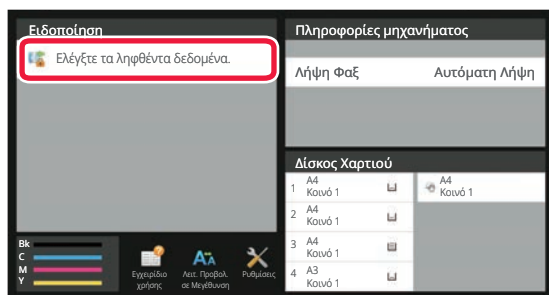 Ειδοποίηση
Ελέγξτε τα ληφθέντα δεδομένα.
Πληροφορίες μηχανήματος
Λήψη Φαξ Αυτόματη Λήψη
Δίσκος Χαρτιού
1 A4
Κοινό 1
A4
Κοινό 1
2 A4
Κοινό 1
3 A4
Κοινό 1
4 A3
Κοινό 1
Bk
C
M
Y
Εγχειρίδιο
χρήσης
Λειτ. Προβολ.
σε Μεγέθυνση
Ρυθμίσεις